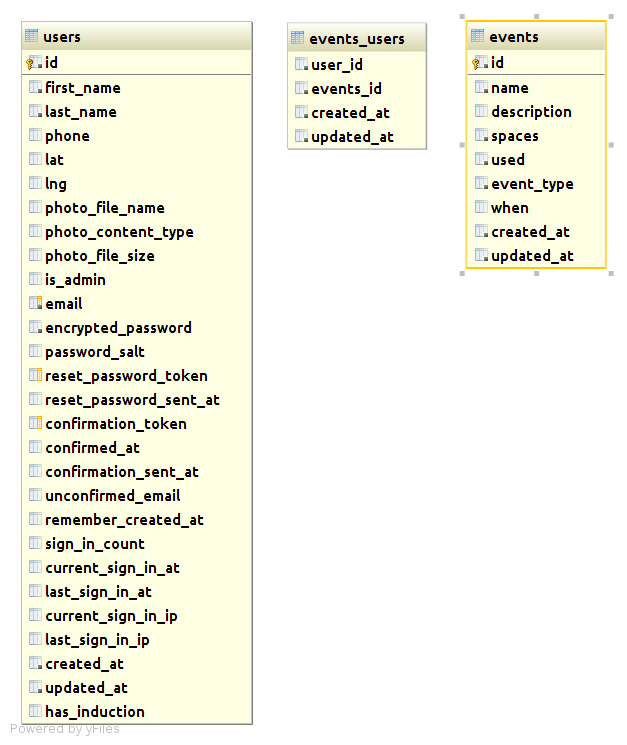 users
id
first_name
last_name
phone
lat
lng
photo_file_name
photo_content_type
photo_file_size
is_admin
email
encrypted_password
password_salt
reset_password_token
reset_password_sent_at
confirmation_token
confirmed_at
confirmation_sent_at
unconfirmed_email
remember_created_at
sign_in_count
current_sign_in_at
last_sign_in_at
current_sign_in_ip
last_sign_in_ip
created_at
updated_at
has_induction
events_users
user_id
events_id
created_at
updated_at
events
id
name
description
spaces
used
event_type
when
created_at
updated_at
Powered by yFiles